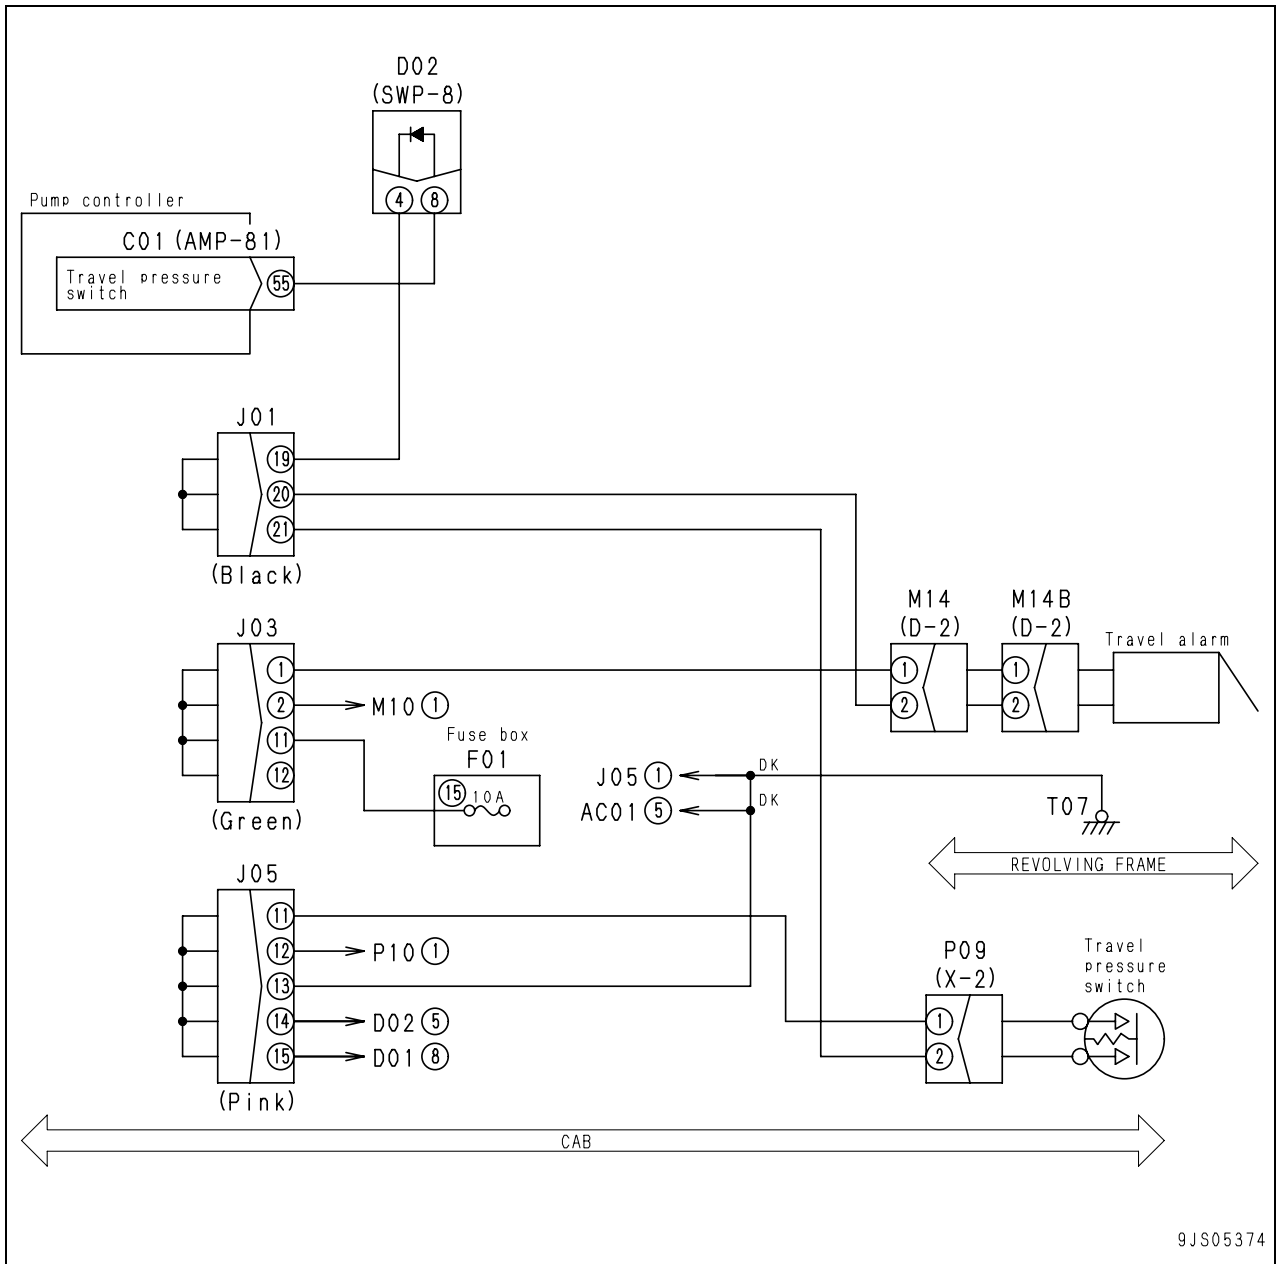 D02
(SWP-8)
4 8
Pump controller
C01 (AMP-81)
Travel pressure
switch
55
J01
19
20
21
(Black)
J03
1
2 M10 1
11
12
(Green)
Fuse box
F01
15 10A
M14
(D-2)
1
2
M14B
(D-2)
1
2
Travel alarm
J05 1 DK
AC01 5 DK
T07
REVOLVING FRAME
J05
11
12 P10 1
13
14 D02 5
15 D01 8
(Pink)
P09
(X-2)
1
2
Travel
pressure
switch
CAB
9JS05374